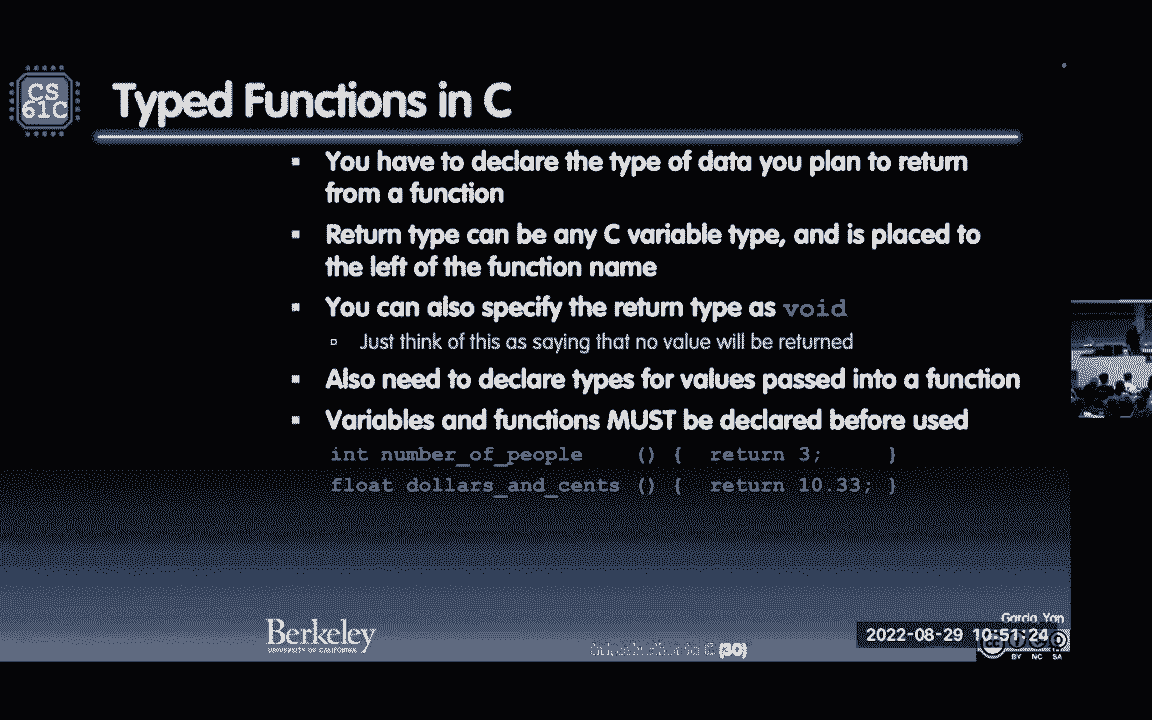 CS
61C
Typed Functions in C
▪ You have to declare the type of data you plan to return
from a function
▪ Return type can be any C variable type, and is placed to
the left of the function name
▪ You can also specify the return type as void
▫ Just think of this as saying that no value will be returned
▪ Also need to declare types for values passed into a function
▪ Variables and functions MUST be declared before used
int number_of_people () { return 3; }
float dollars_and_cents () { return 10.33; }
Berkeley
UNIVERSITY OF CALIFORNIA
(30)
Yan
2022-08-29 10:51:24
BY NC SA